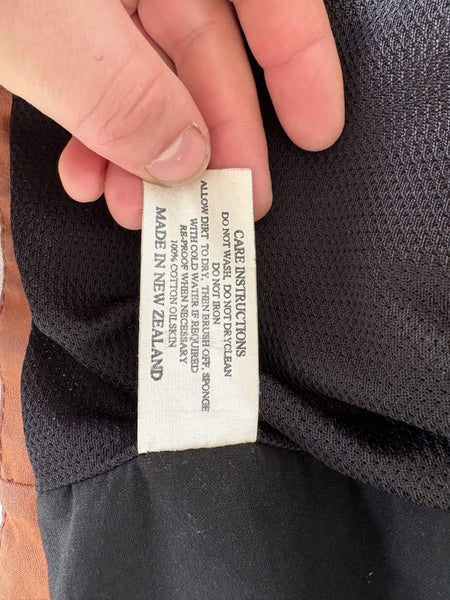 CARE INSTRUCTIONS
DO NOT WASH, DO NOT DRYCLEAN
DO NOT IRON
ALLOW DIRT TO DRY, THEN BRUSH OFF, SPONGE
WITH COLD WATER IF REQUIRED
RE-PROOF WHEN NECESSARY
100% COTTON OILSKIN
MADE IN NEW ZEALAND